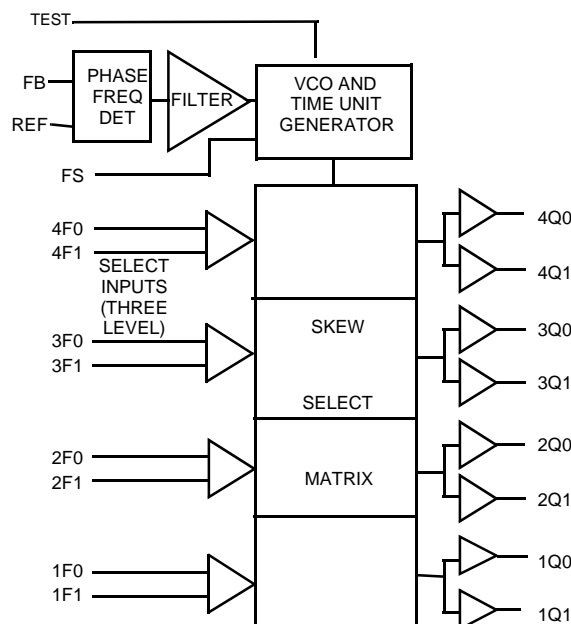 TEST
FB
REF
PHASE
FREQ
DET
FILTER
VCO AND
TIME UNIT
GENERATOR
FS
4F0
4F1
SELECT
INPUTS
(THREE
LEVEL)
3F0
3F1
2F0
2F1
1F0
1F1
SKEW
SELECT
MATRIX
4Q0
4Q1
3Q0
3Q1
2Q0
2Q1
1Q0
1Q1